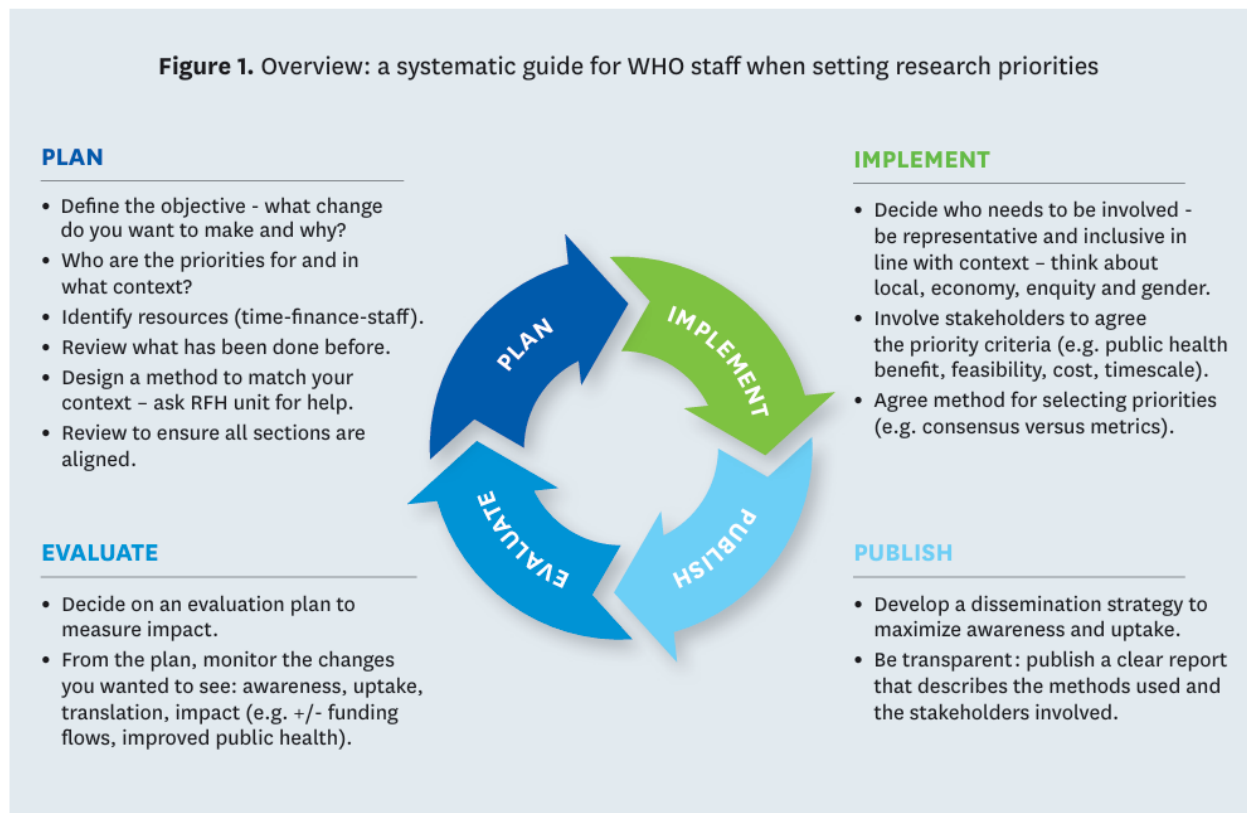 Figure 1. Overview: a systematic guide for WHO staff when setting research priorities
PLAN
• Define the objective - what change
do you want to make and why?
• Who are the priorities for and in
what context?
• Identify resources (time-finance-staff).
• Review what has been done before.
• Design a method to match your
context – ask RFH unit for help.
• Review to ensure all sections are
aligned.
IMPLEMENT
• Decide who needs to be involved -
be representative and inclusive in
line with context – think about
local, economy, enquity and gender.
• Involve stakeholders to agree
the priority criteria (e.g. public health
benefit, feasibility, cost, timescale).
• Agree method for selecting priorities
(e.g. consensus versus metrics).
PLAN
IMPLEMENT
PUBLISH
EVALUATE
EVALUATE
• Decide on an evaluation plan to
measure impact.
• From the plan, monitor the changes
you wanted to see: awareness, uptake,
translation, impact (e.g. +/- funding
flows, improved public health).
PUBLISH
• Develop a dissemination strategy to
maximize awareness and uptake.
• Be transparent: publish a clear report
that describes the methods used and
the stakeholders involved.